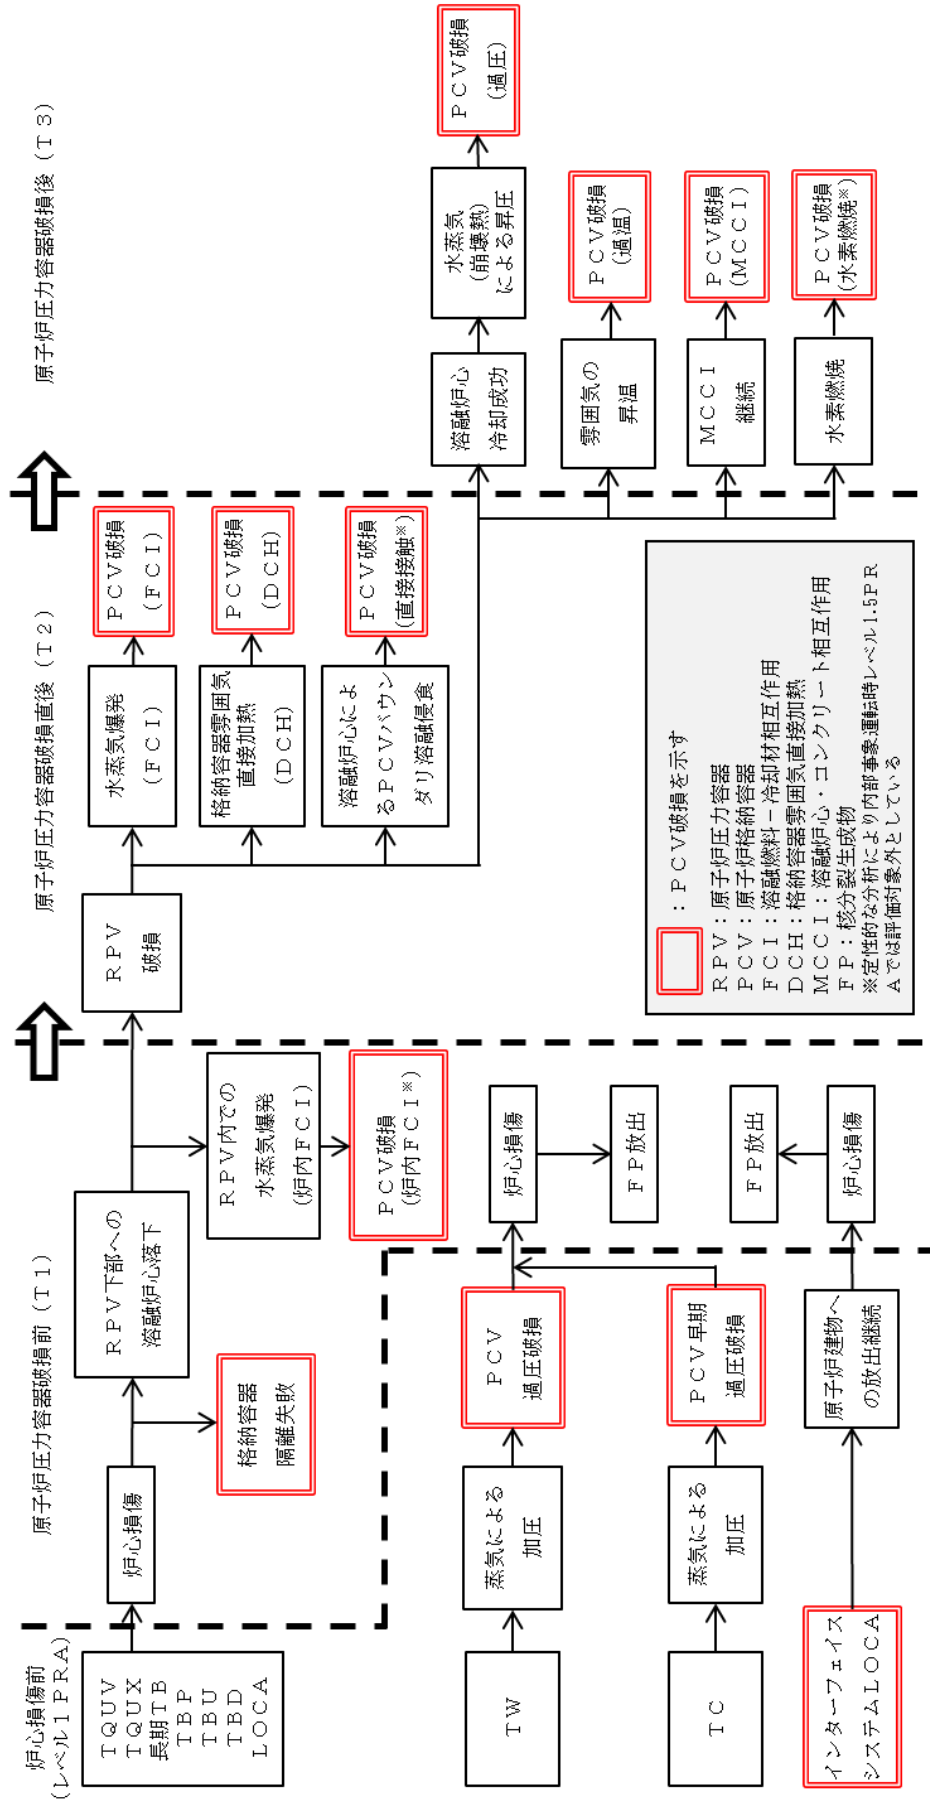 炉心損傷前
(レベル1PRA)
原子炉圧力容器破損前(T1)
原子炉圧力容器破損直後(T2)
原子炉圧力容器破損後(T3)
TQUV
TQUX
長期TB
TBP
TBU
TBD
LOCA
炉心損傷
格納容器
隔離失敗
RPV下部への
溶融炉心落下
RPV内での
水蒸気爆発
(炉内FCI)
PCV破損
(炉内FCI※)
RPV
破損
水蒸気爆発
(FCI)
PCV破損
(FCI)
格納容器雰囲気
直接加熱
(DCH)
PCV破損
(DCH)
溶融炉心によ
るPCVバウン
ダリ溶融侵食
PCV破損
(直接接触※)
溶融炉心
冷却成功
水蒸気
(崩壊熱)
による昇圧
PCV破損
(過圧)
雰囲気の
昇温
PCV破損
(過温)
MCCI
継続
PCV破損
(MCCI)
水素燃焼
PCV破損
(水素燃焼※)
TW
蒸気による
加圧
PCV
過圧破損
炉心損傷
FP放出
TC
蒸気による
加圧
PCV早期
過圧破損
インターフェイス
システムLOCA
原子炉建物へ
の放出継続
炉心損傷
FP放出
:PCV破損を示す
RPV:原子炉圧力容器
PCV:原子炉格納容器
FCI:溶融燃料-冷却材相互作用
DCH:格納容器雰囲気直接加熱
MCCI:溶融炉心・コンクリート相互作用
FP:核分裂生成物
※定性的な分析により内部事象運転時レベル1.5PR
Aでは評価対象外としている